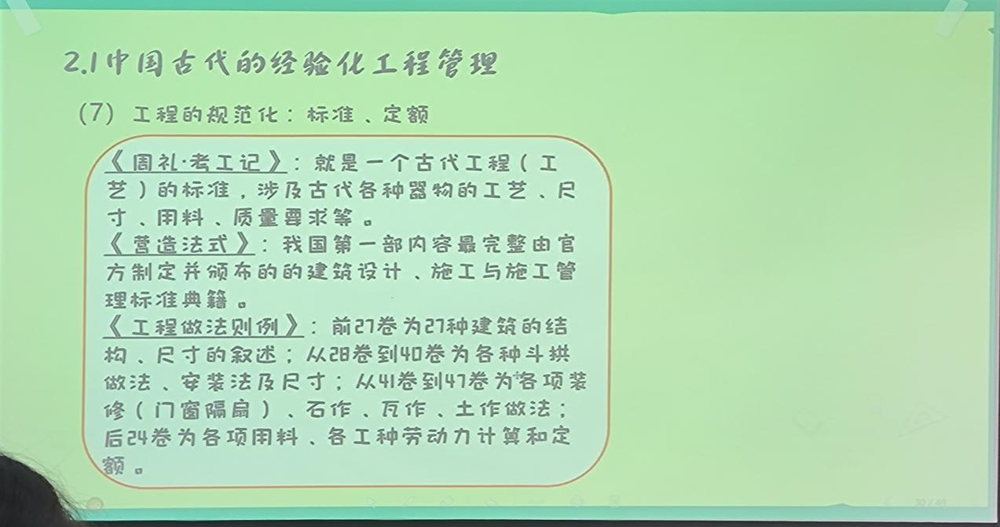 2.1中国古代的经验化工程管理
(7) 工程的规范化：标准、定额
《周礼·考工记》：就是一个古代工程（工
艺）的标准，涉及古代各种器物的工艺、尺
寸、用料、质量要求等。
《营造法式》：我国第一部内容最完整由官
方制定并颁布的的建筑设计、施工与施工管
理标准典籍。
《工程做法则例》：前27卷为27种建筑的结
构、尺寸的叙述；从28卷到40卷为各种斗拱
做法、安装法及尺寸；从41卷到47卷为各项装
修（门窗隔扇）、石作、瓦作、土作做法；
后24卷为各项用料、各工种劳动力计算和定
额。